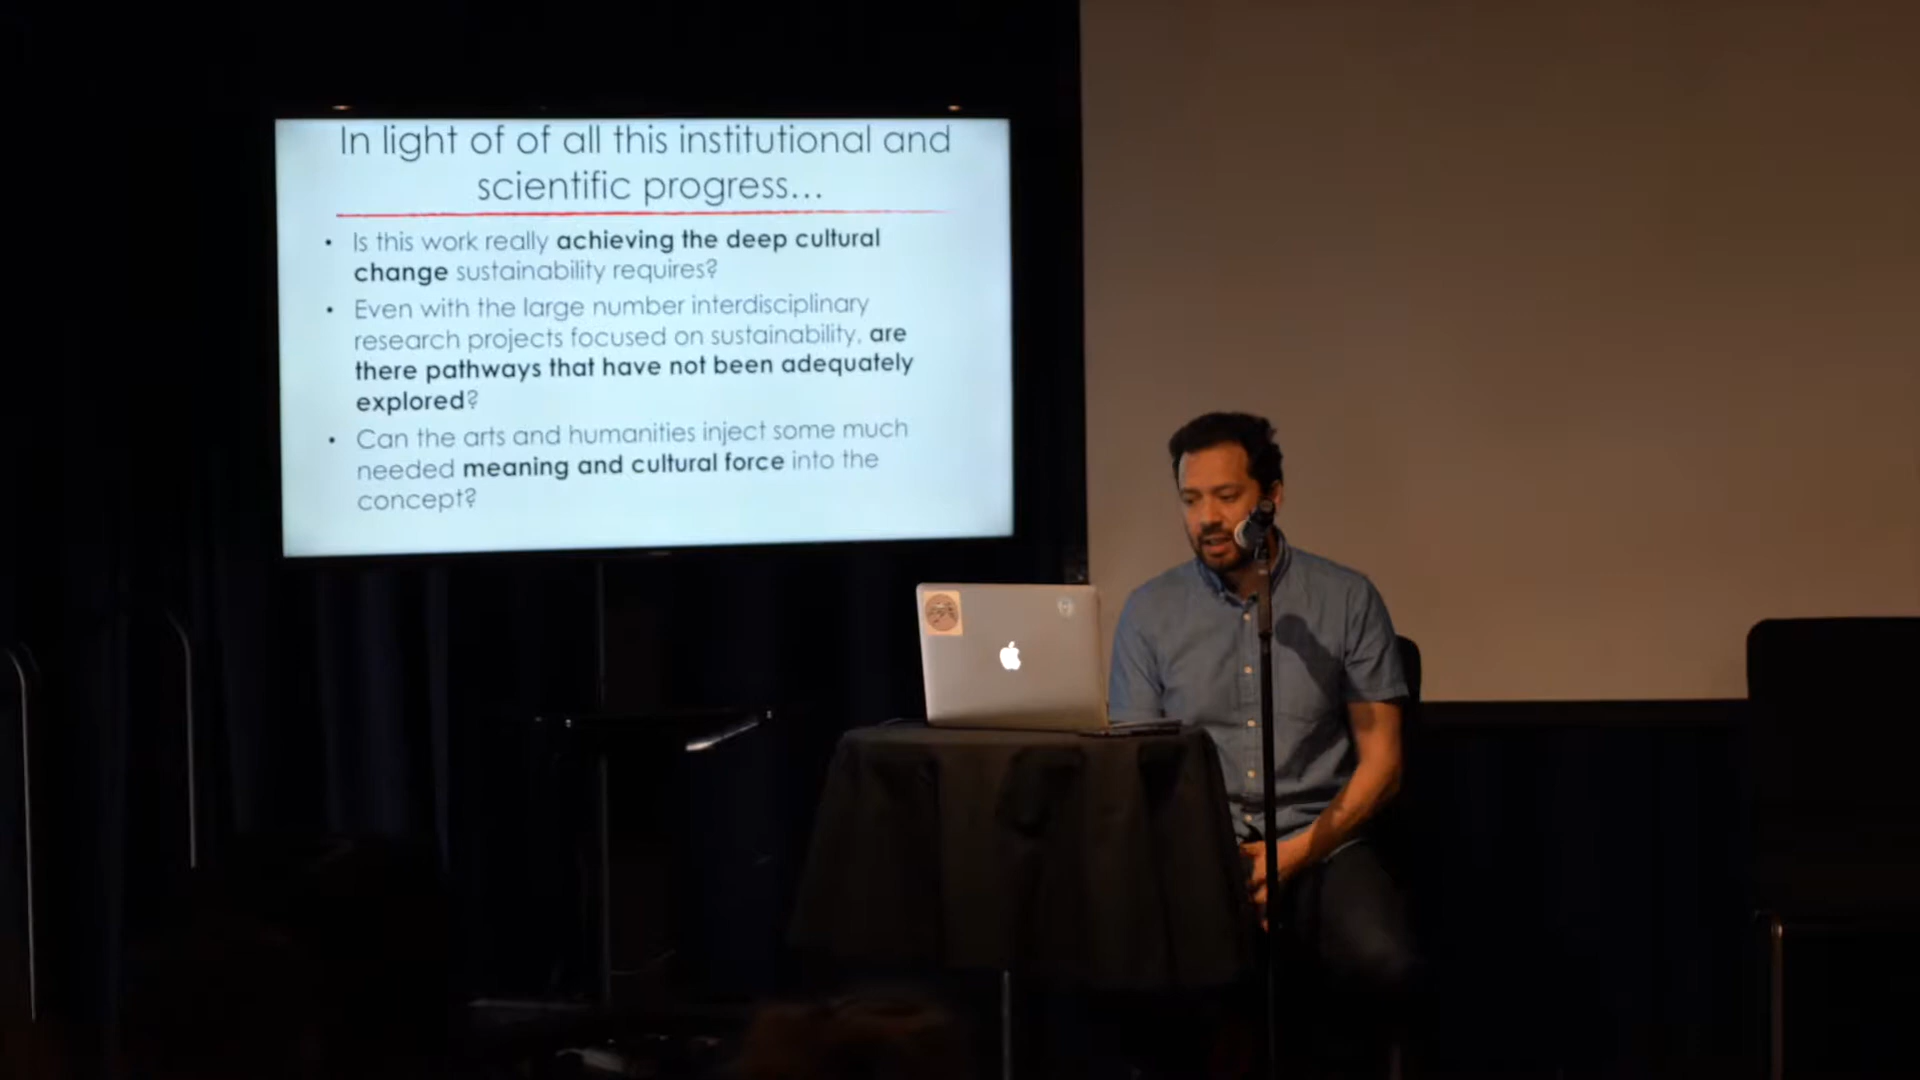 In light of of all this institutional and
scientific progress...
• Is this work really achieving the deep cultural
change sustainability requires?
• Even with the large number interdisciplinary
research projects focused on sustainability, are
there pathways that have not been adequately
explored?
• Can the arts and humanities inject some much
needed meaning and cultural force into the
concept?